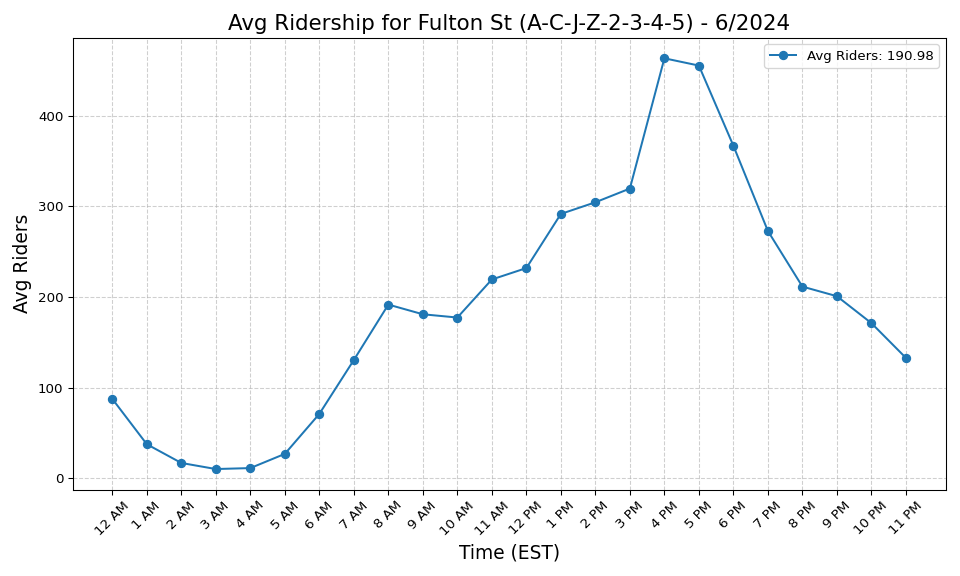 Avg Ridership for Fulton St (A-C-J-Z-2-3-4-5) - 6/2024
Avg Riders: 190.98
Avg Riders
400
300
200
100
0
12 AM
1 AM
2 AM
3 AM
4 AM
5 AM
6 AM
7 AM
8 AM
9 AM
10 AM
11 AM
12 PM
1 PM
2 PM
3 PM
4 PM
5 PM
6 PM
7 PM
8 PM
9 PM
10 PM
11 PM
Time (EST)